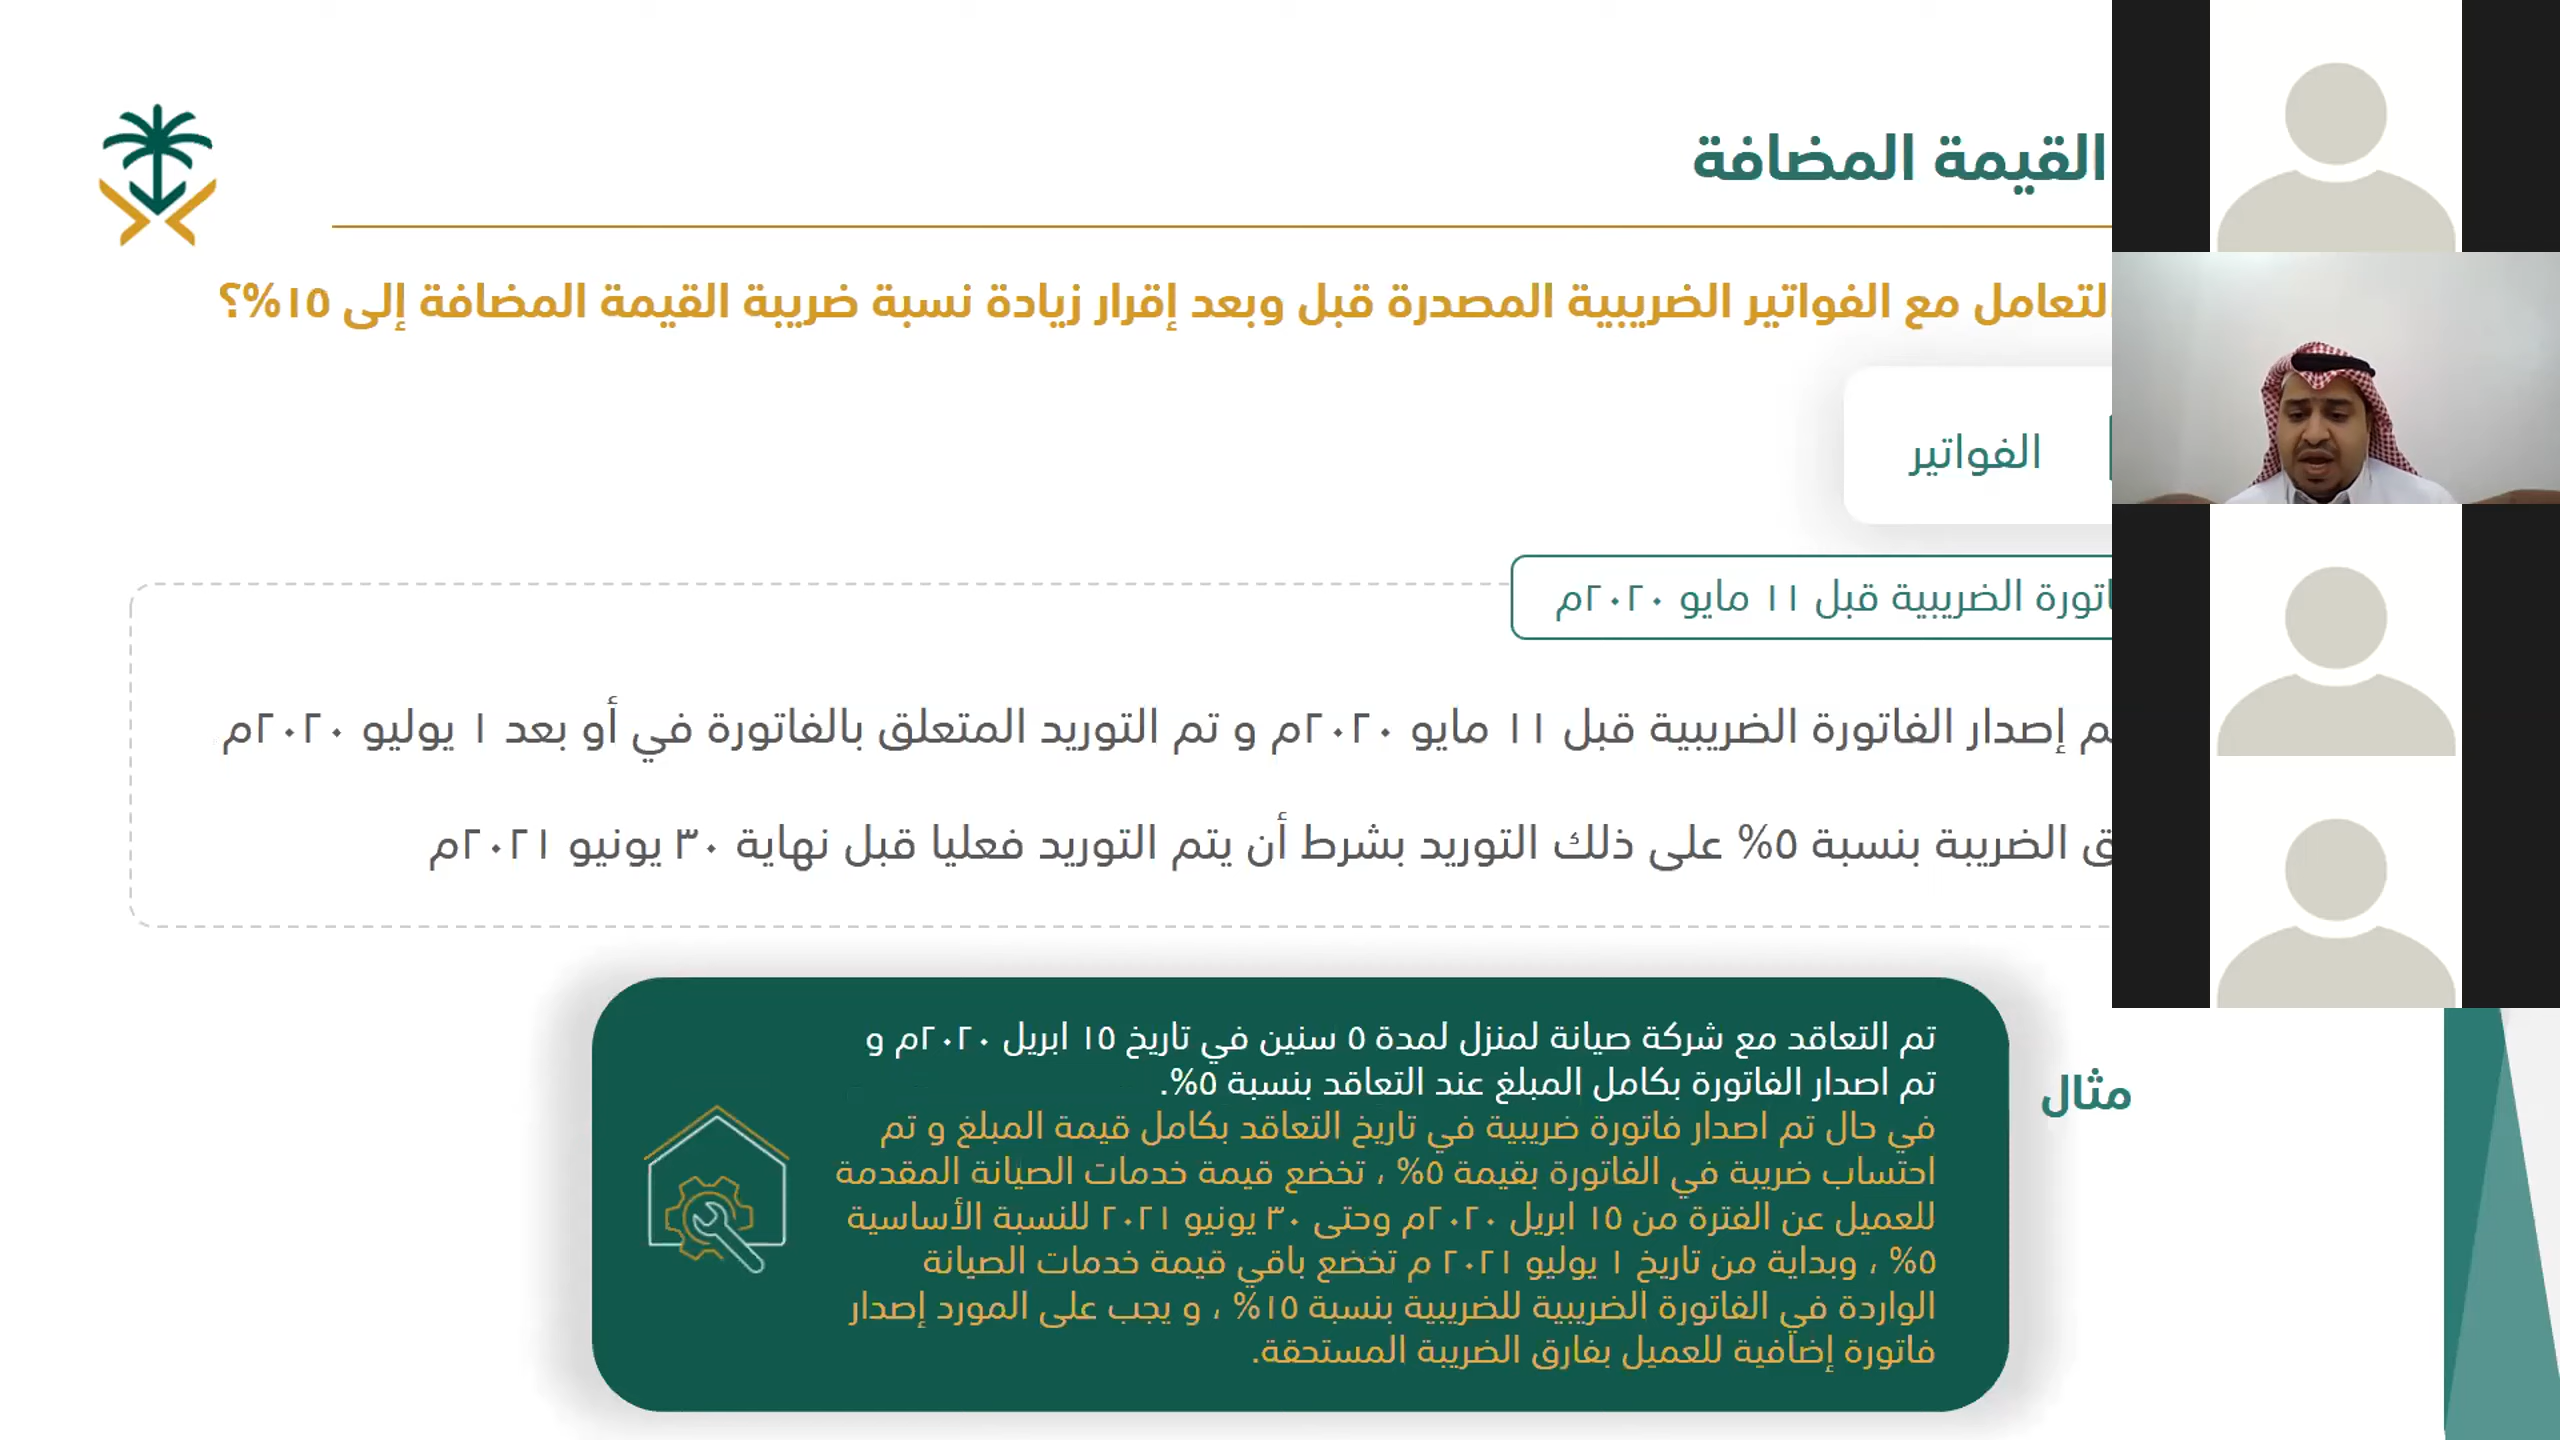 القيمة المضافة
التعامل مع الفواتير الضريبية المصدرة قبل وبعد إقرار زيادة نسبة ضريبة القيمة المضافة إلى ١٥%؟
الفواتير
الضريبية قبل ١١ مايو ٢٠٢٠م
إصدار الفاتورة الضريبية قبل ١١ مايو ٢٠٢٠م و تم التوريد المتعلق بالفاتورة في أو بعد ١ يوليو ٢٠٢٠م
الضريبة بنسبة ٥% على ذلك التوريد بشرط أن يتم التوريد فعليا قبل نهاية ٣٠ يونيو ٢٠٢١م
مثال
تم التعاقد مع شركة صيانة لمنزل لمدة ٥ سنين في تاريخ ١٥ ابريل ٢٠٢٠م و
تم اصدار الفاتورة بكامل المبلغ عند التعاقد بنسبة ٥%.
في حال تم اصدار فاتورة ضريبية في تاريخ التعاقد بكامل قيمة المبلغ و تم
احتساب ضريبة في الفاتورة بقيمة ٥% ، تخضع قيمة خدمات الصيانة المقدمة
للعميل عن الفترة من ١٥ ابريل ٢٠٢٠م وحتى ٣٠ يونيو ٢٠٢١ للنسبة الأساسية
٥% ، وبداية من تاريخ ١ يوليو ٢٠٢١ م تخضع باقي قيمة خدمات الصيانة
الواردة في الفاتورة الضريبية للضريبية بنسبة ١٥% ، و يجب على المورد إصدار
فاتورة إضافية للعميل بفارق الضريبة المستحقة.